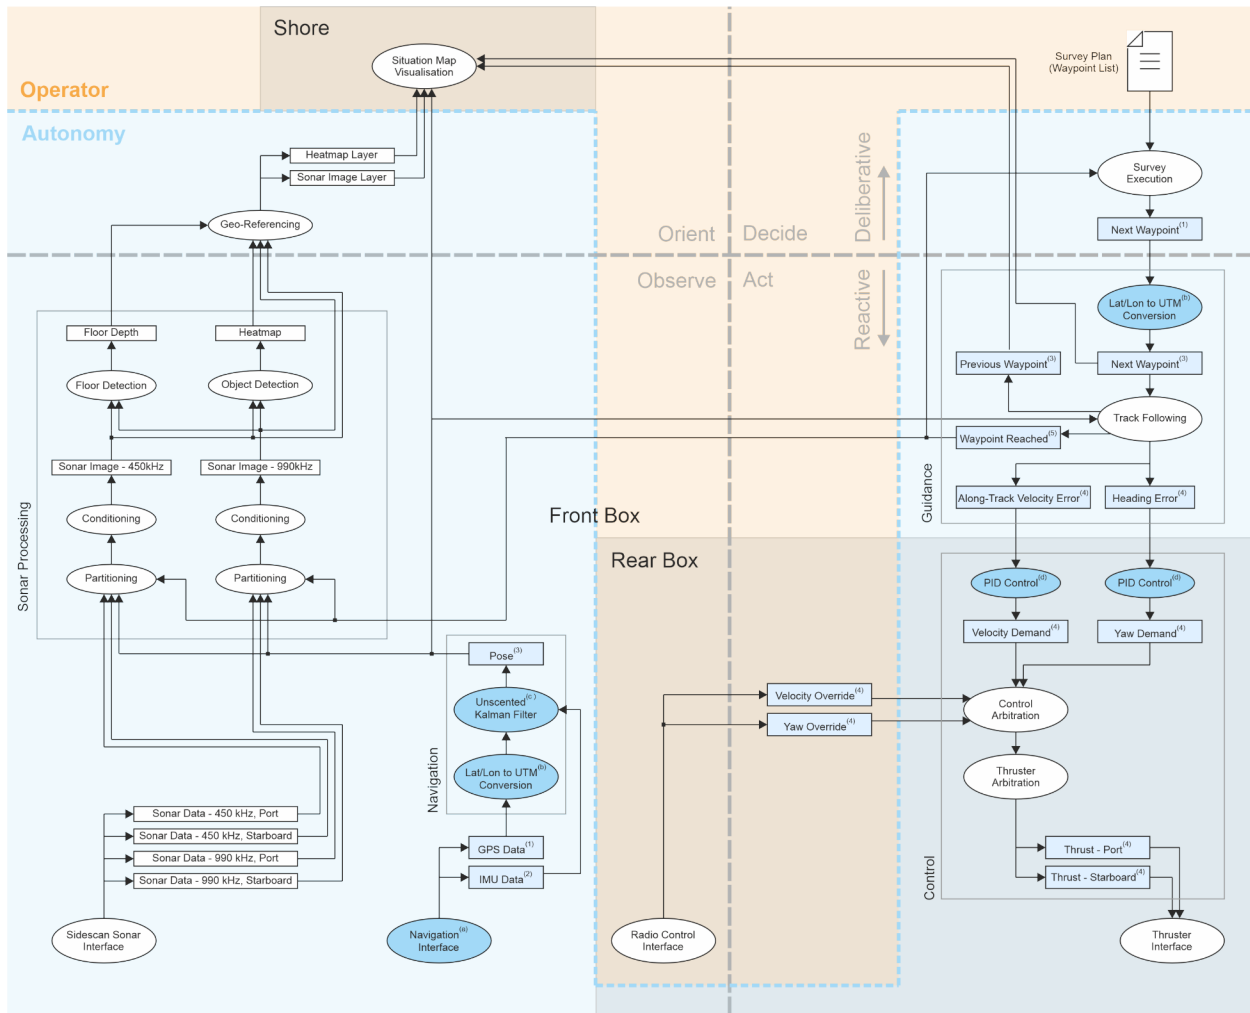 Shore
Situation Map
Visualisation
Survey Plan
(Waypoint List)
Operator
Autonomy
Heatmap Layer
Sonar Image Layer
Survey
Execution
Deliberative
Geo-Referencing
Next Waypoint(1)
Orient
Decide
Observe
Act
Reactive
Lat/Lon to UTM(b)
Conversion
Floor Depth
Heatmap
Previous Waypoint(3)
Next Waypoint(3)
Floor Detection
Object Detection
Track Following
Waypoint Reached(5)
Sonar Image - 450kHz
Sonar Image - 990kHz
Along-Track Velocity Error(4)
Heading Error(4)
Guidance
Conditioning
Conditioning
Front Box
Sonar Processing
Rear Box
Partitioning
Partitioning
PID Control(d)
PID Control(d)
Velocity Demand(4)
Yaw Demand(4)
Pose(3)
Unscented(c)
Kalman Filter
Velocity Override(4)
Yaw Override(4)
Control
Arbitration
Navigation
Lat/Lon to UTM(b)
Conversion
Thruster
Arbitration
Sonar Data - 450 kHz, Port
Sonar Data - 450 kHz, Starboard
Sonar Data - 990 kHz, Port
Sonar Data - 990 kHz, Starboard
GPS Data(1)
IMU Data(2)
Thrust - Port(4)
Thrust - Starboard(4)
Control
Sidescan Sonar
Interface
Navigation(a)
Interface
Radio Control
Interface
Thruster
Interface